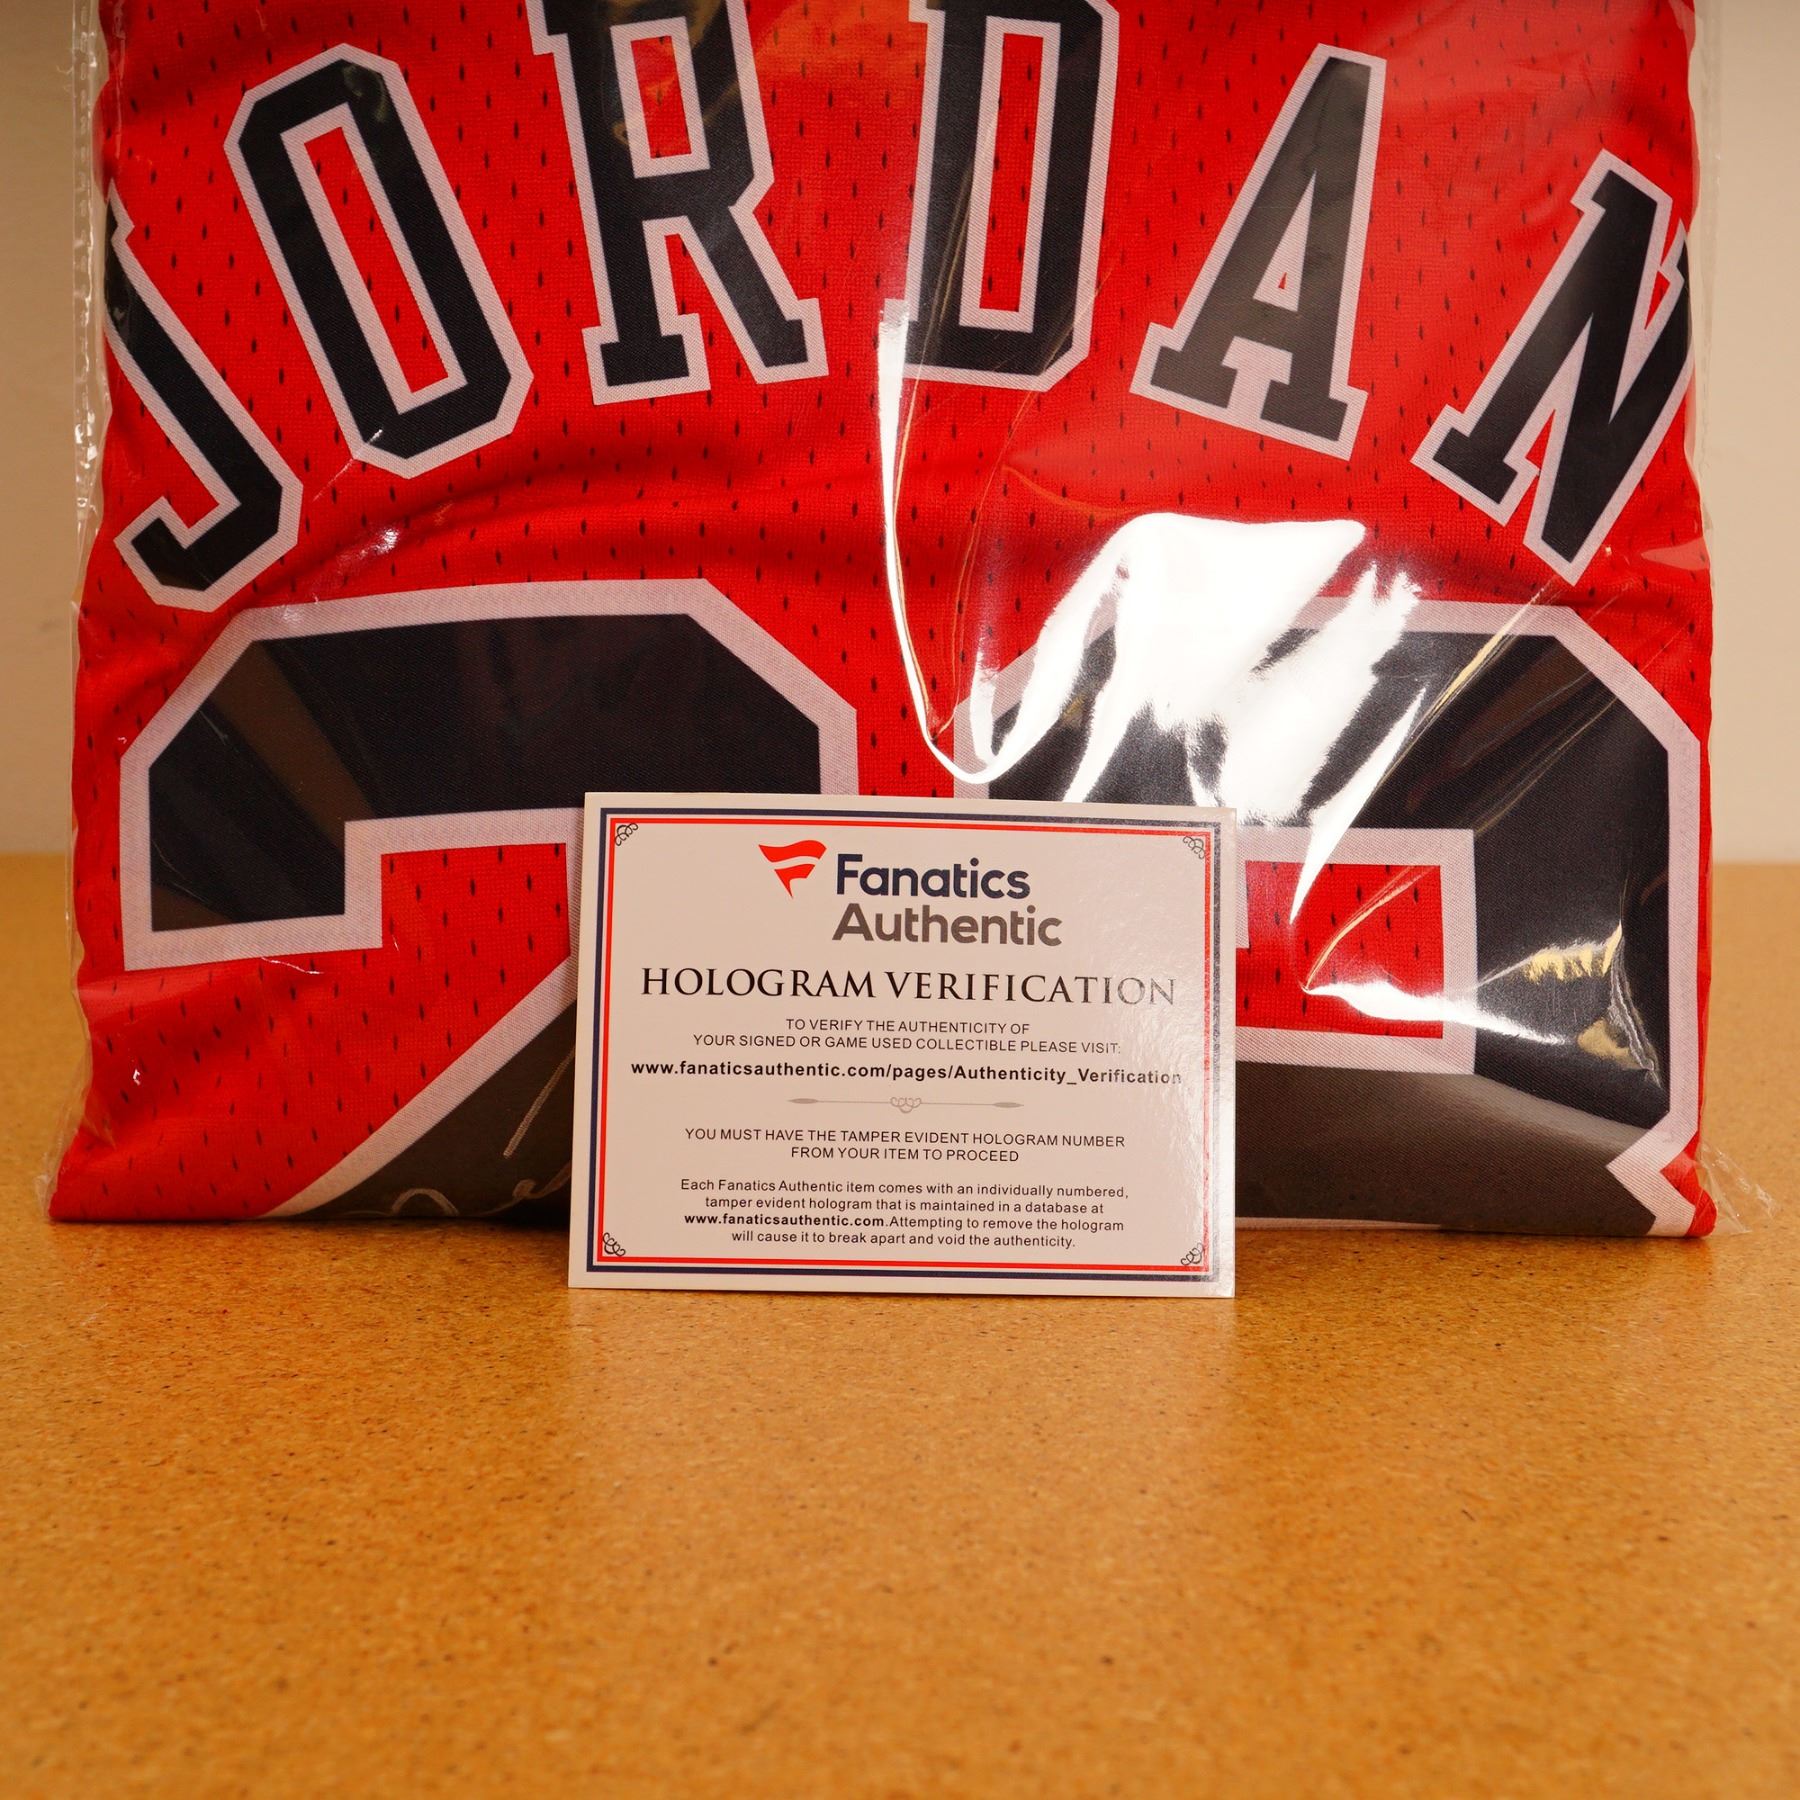 JORDAN
23
Fanatics
Authentic
HOLOGRAM VERIFICATION
TO VERIFY THE AUTHENTICITY OF
YOUR SIGNED OR GAME USED COLLECTIBLE PLEASE VISIT:
www.fanaticsauthentic.com/pages/Authenticity_Verification
YOU MUST HAVE THE TAMPER EVIDENT HOLOGRAM NUMBER
FROM YOUR ITEM TO PROCEED
Each Fanatics Authentic item comes with an individually numbered,
tamper evident hologram that is maintained in a database at
www.fanaticsauthentic.com.Attempting to remove the hologram
will cause it to break apart and void the authenticity.